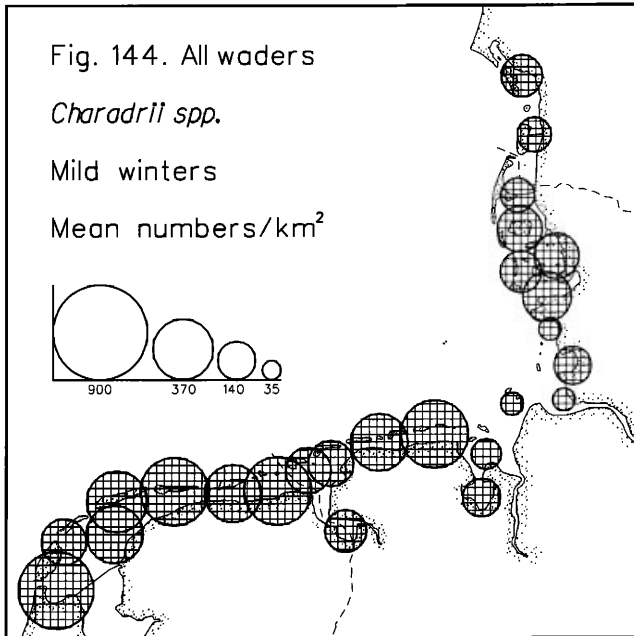 Fig. 144. All waders
Charadrii spp.
Mild winters
Mean numbers/km²
900 370 140 35